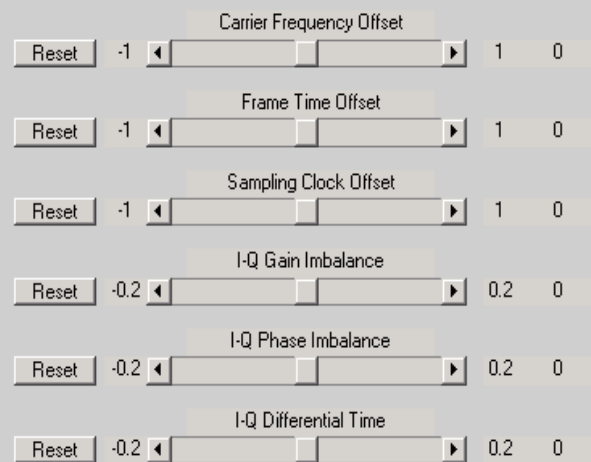 Carrier Frequency Offset
Reset -1 1 0
Frame Time Offset
Reset -1 1 0
Sampling Clock Offset
Reset -1 1 0
I-Q Gain Imbalance
Reset -0.2 0.2 0
I-Q Phase Imbalance
Reset -0.2 0.2 0
I-Q Differential Time
Reset -0.2 0.2 0